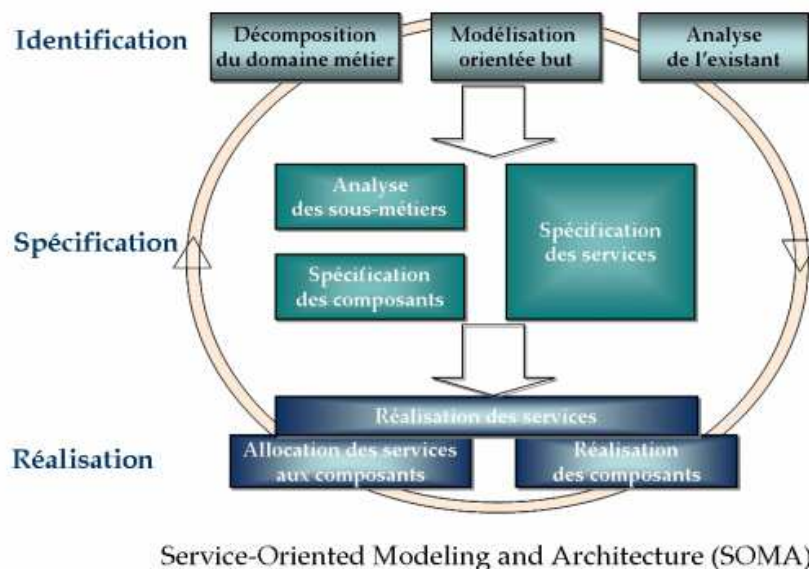 Identification
Décomposition
du domaine métier
Modélisation
orientée but
Analyse
de l'existant
Spécification
Analyse
des sous-métiers
Spécification
des composants
Spécification
des services
Réalisation
Réalisation des services
Allocation des services
aux composants
Réalisation
des composants
Service-Oriented Modeling and Architecture (SOMA)